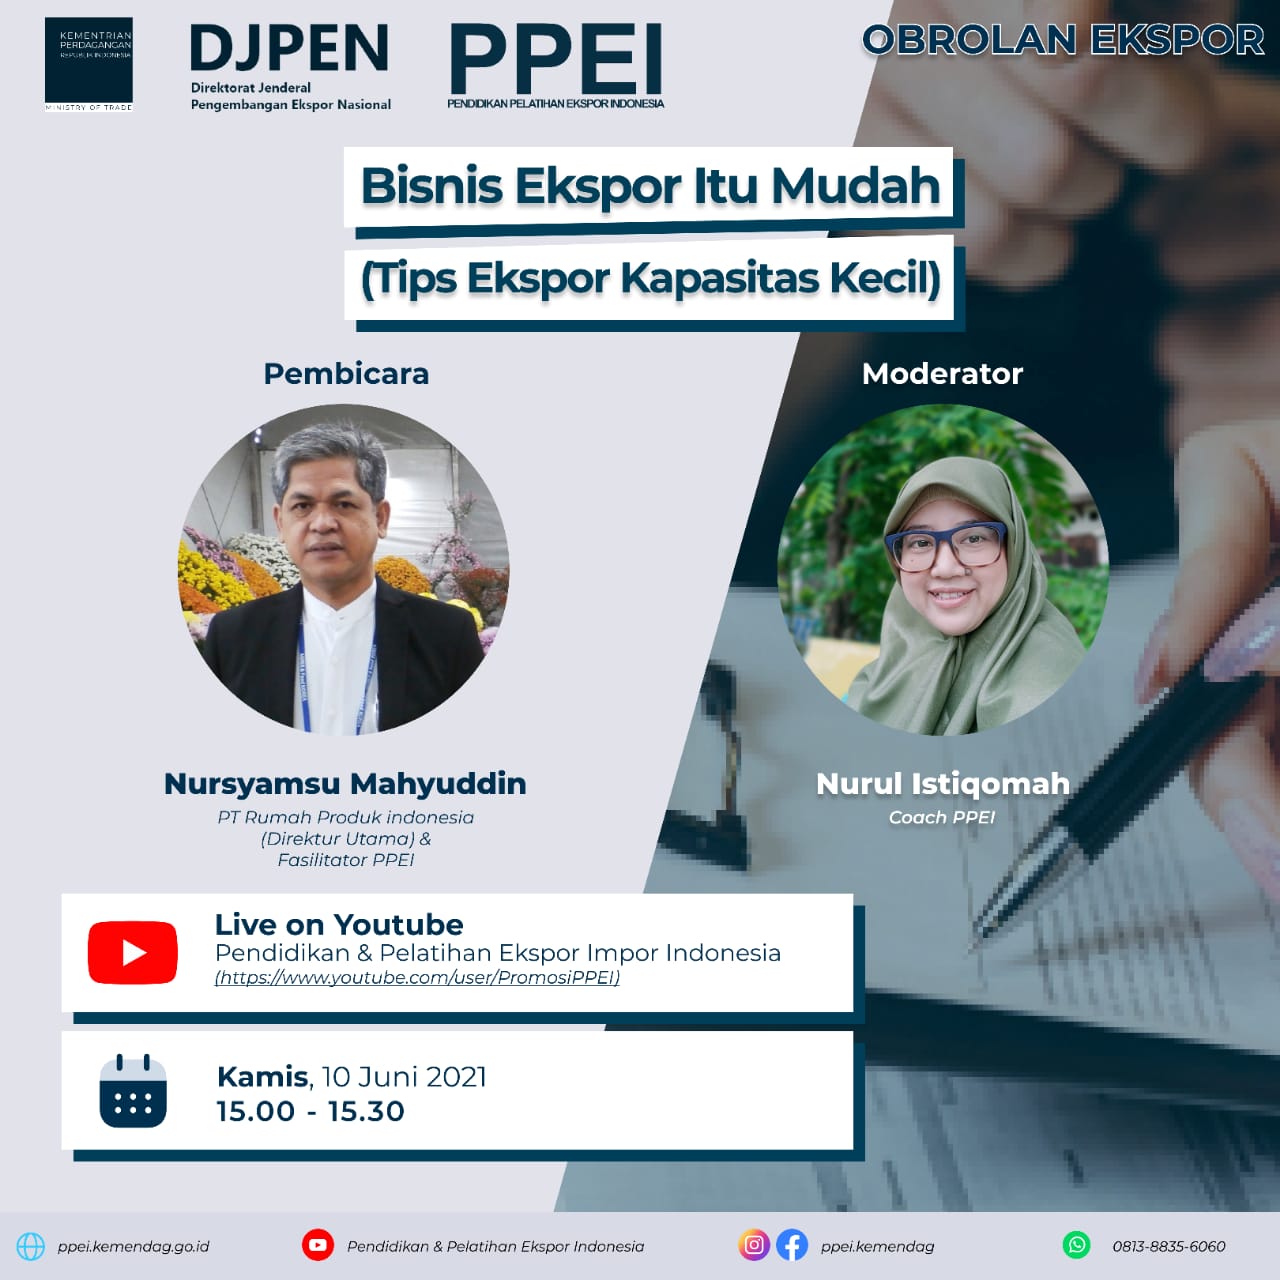 KEMENTRIAN
PERDAGANGAN
REPUBLIK INDONESIA
MINISTRY OF TRADE
DJPEN
Direktorat Jenderal
Pengembangan Ekspor Nasional
PPEI
PENDIDIKAN PELATIHAN EKSPOR INDONESIA
OBROLAN EKSPOR
Bisnis Ekspor Itu Mudah
(Tips Ekspor Kapasitas Kecil)
Pembicara
Nursyamsu Mahyuddin
PT Rumah Produk indonesia
(Direktur Utama) &
Fasilitator PPEI
Moderator
Nurul Istiqomah
Coach PPEI
Live on Youtube
Pendidikan & Pelatihan Ekspor Impor Indonesia
(https://www.youtube.com/user/PromosiPPEI)
Kamis, 10 Juni 2021
15.00 - 15.30
ppei.kemendag.go.id
Pendidikan & Pelatihan Ekspor Indonesia
ppei.kemendag
0813-8835-6060